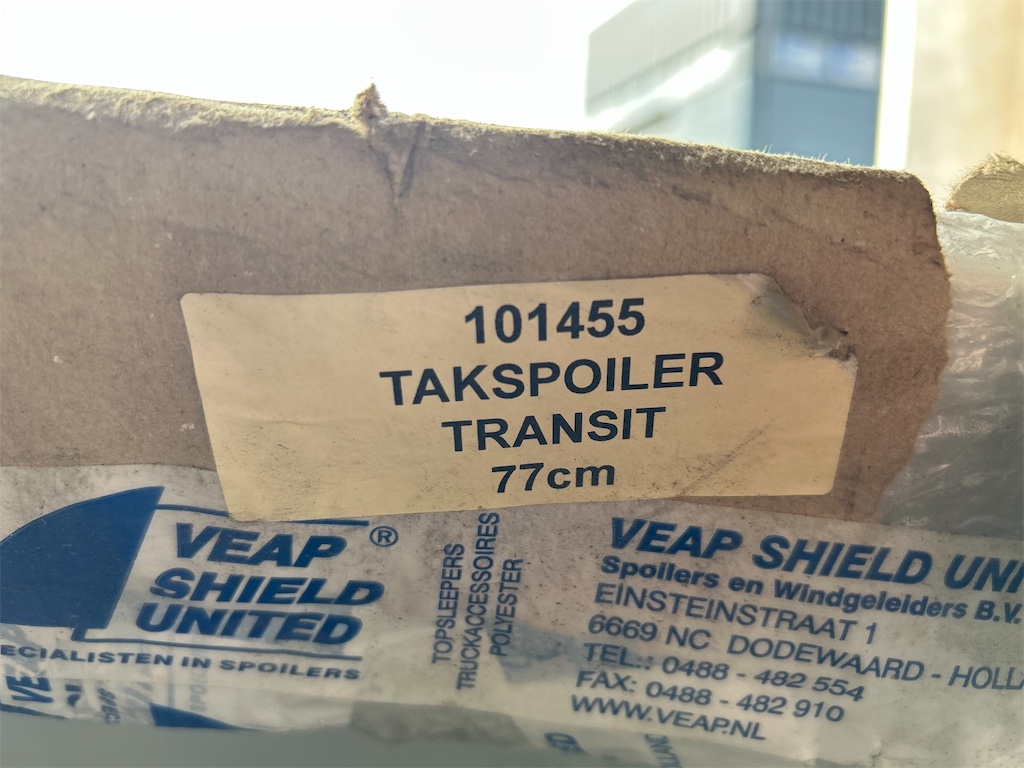 101455
TAKSPOILER
TRANSIT
77cm
VEAP ®
SHIELD
UNITED
ECIALISTEN IN SPOILERS
TOPSLEEPERS
TRUCKACCESSOIRES
POLYESTER
VEAP SHIELD UNI
Spoilers en Windgeleiders B.V.
EINSTEINSTRAAT 1
6669 NC DODEWAARD - HOLLA
TEL.: 0488 - 482 554
FAX: 0488 - 482 910
WWW.VEAP.NL